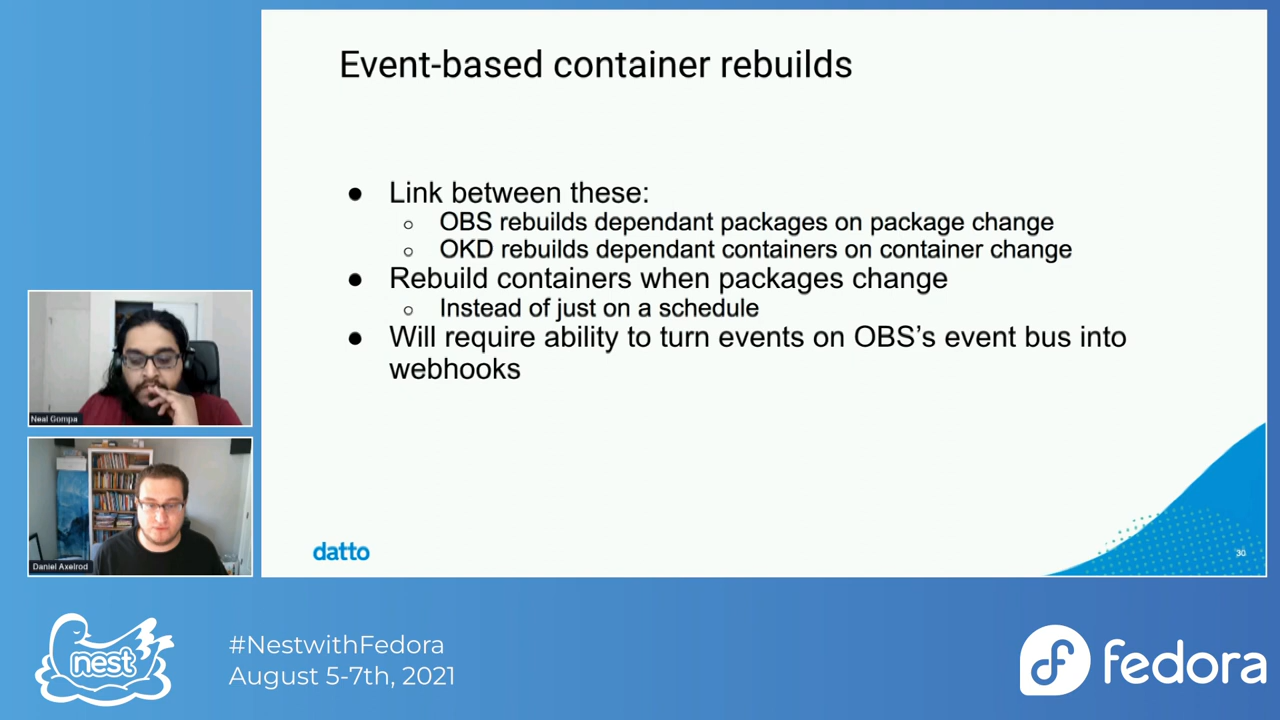 Event-based container rebuilds
● Link between these:
○ OBS rebuilds dependant packages on package change
○ OKD rebuilds dependant containers on container change
● Rebuild containers when packages change
○ Instead of just on a schedule
● Will require ability to turn events on OBS's event bus into
webhooks
Neal Gompa
Daniel Axelrod
datto
30
nest
#NestwithFedora
August 5-7th, 2021
fedora